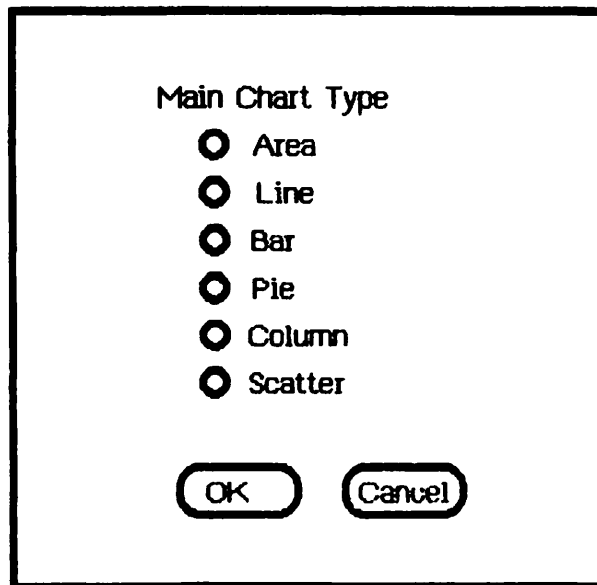 Main Chart Type
Area
Line
Bar
Pie
Column
Scatter
OK Cancel